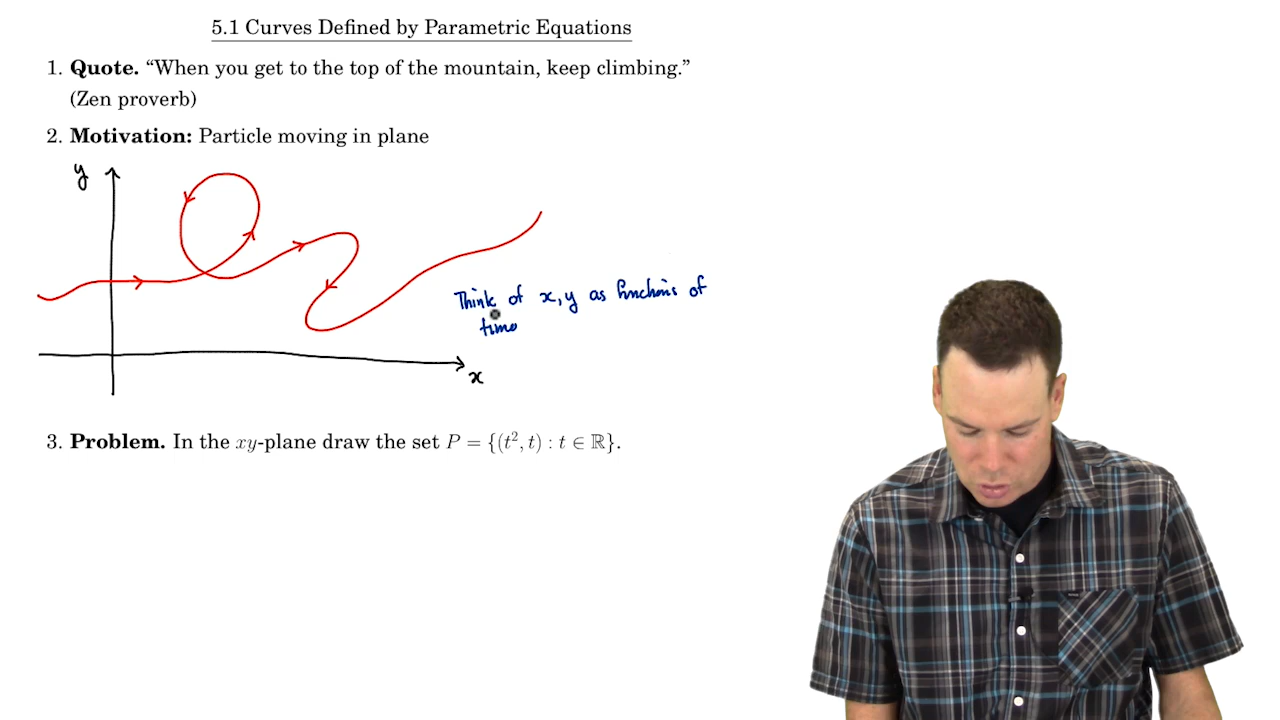 5.1 Curves Defined by Parametric Equations
1. Quote. “When you get to the top of the mountain, keep climbing.”
(Zen proverb)
2. Motivation: Particle moving in plane
y
Think of x, y as functions of
time
x
3. Problem. In the xy-plane draw the set P = {(t², t) : t ∈ ℝ}.